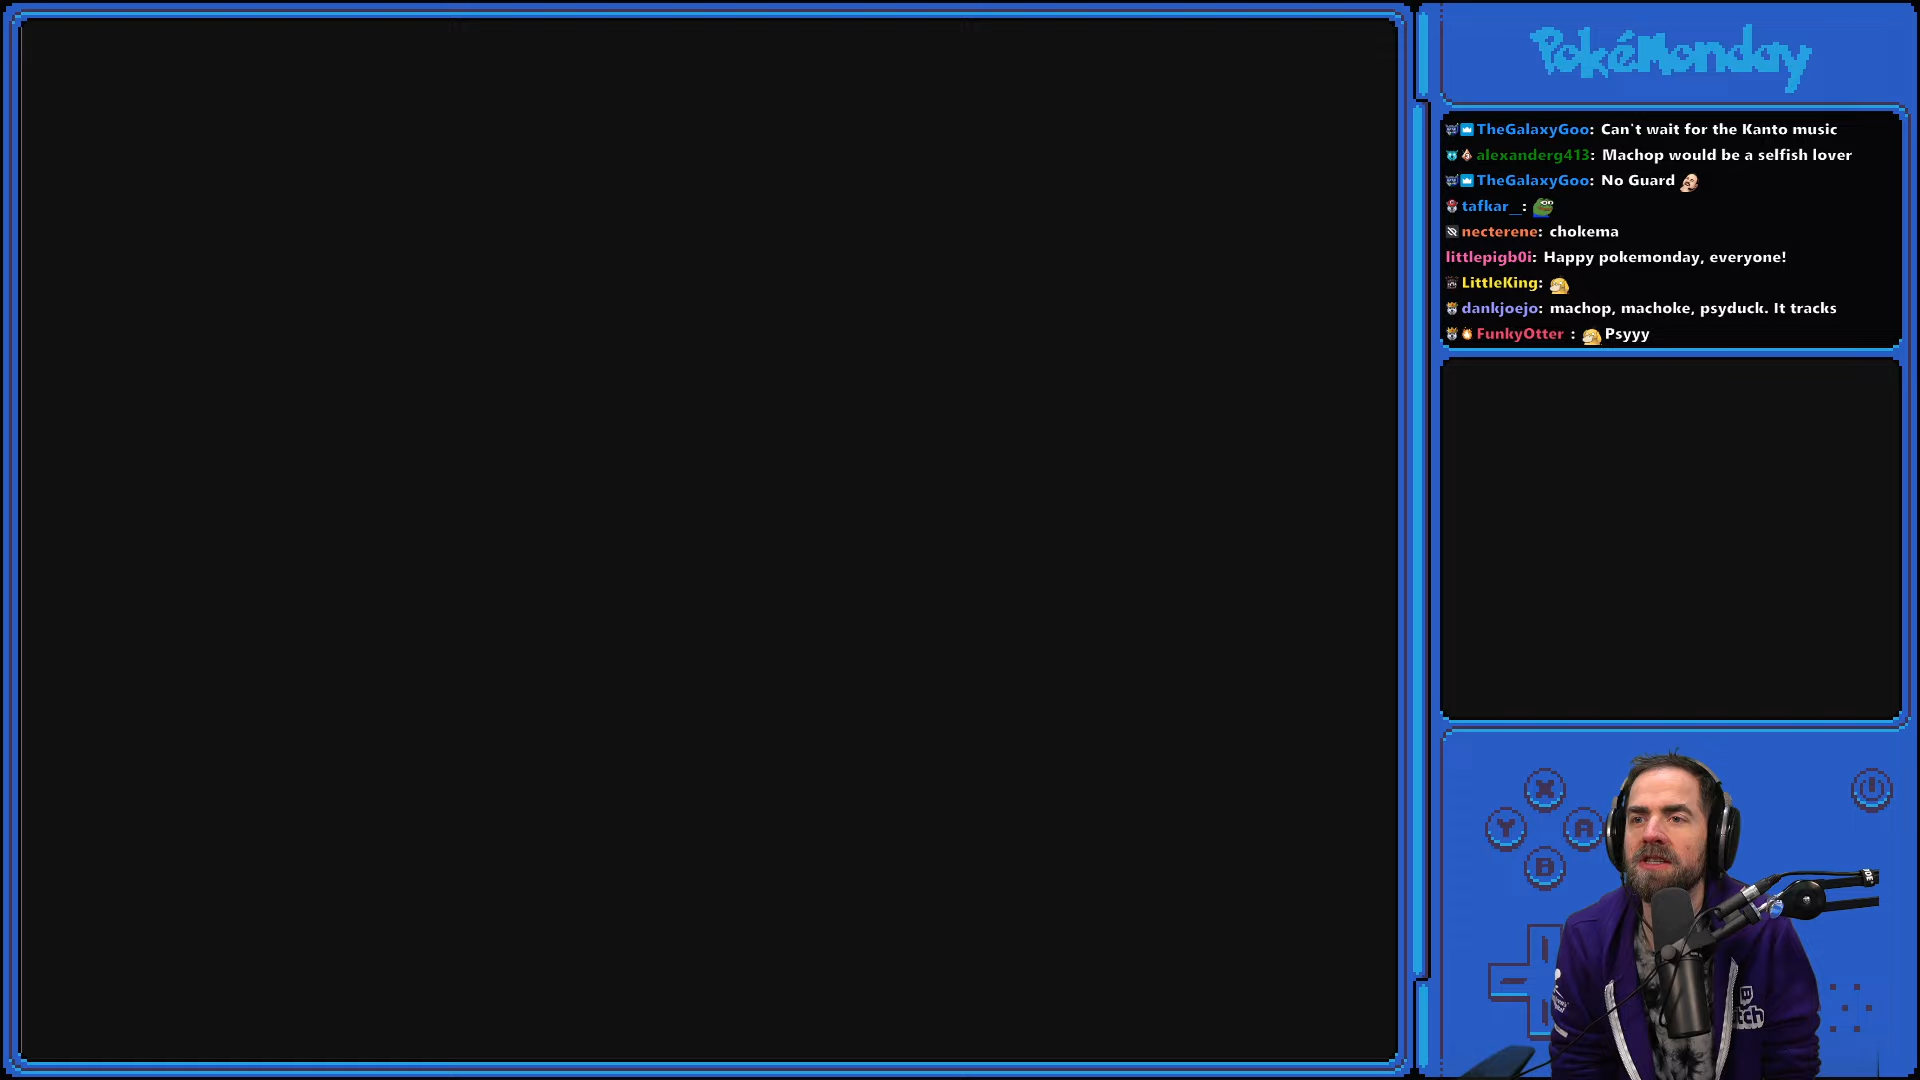 PokéMonday
TheGalaxyGoo: Can't wait for the Kanto music
alexanderg413: Machop would be a selfish lover
TheGalaxyGoo: No Guard
tafkar__:
necterene: chokema
littlepigb0i: Happy pokemonday, everyone!
LittleKing:
dankjoejo: machop, machoke, psyduck. It tracks
FunkyOtter : Psyyy
X
Y A
B